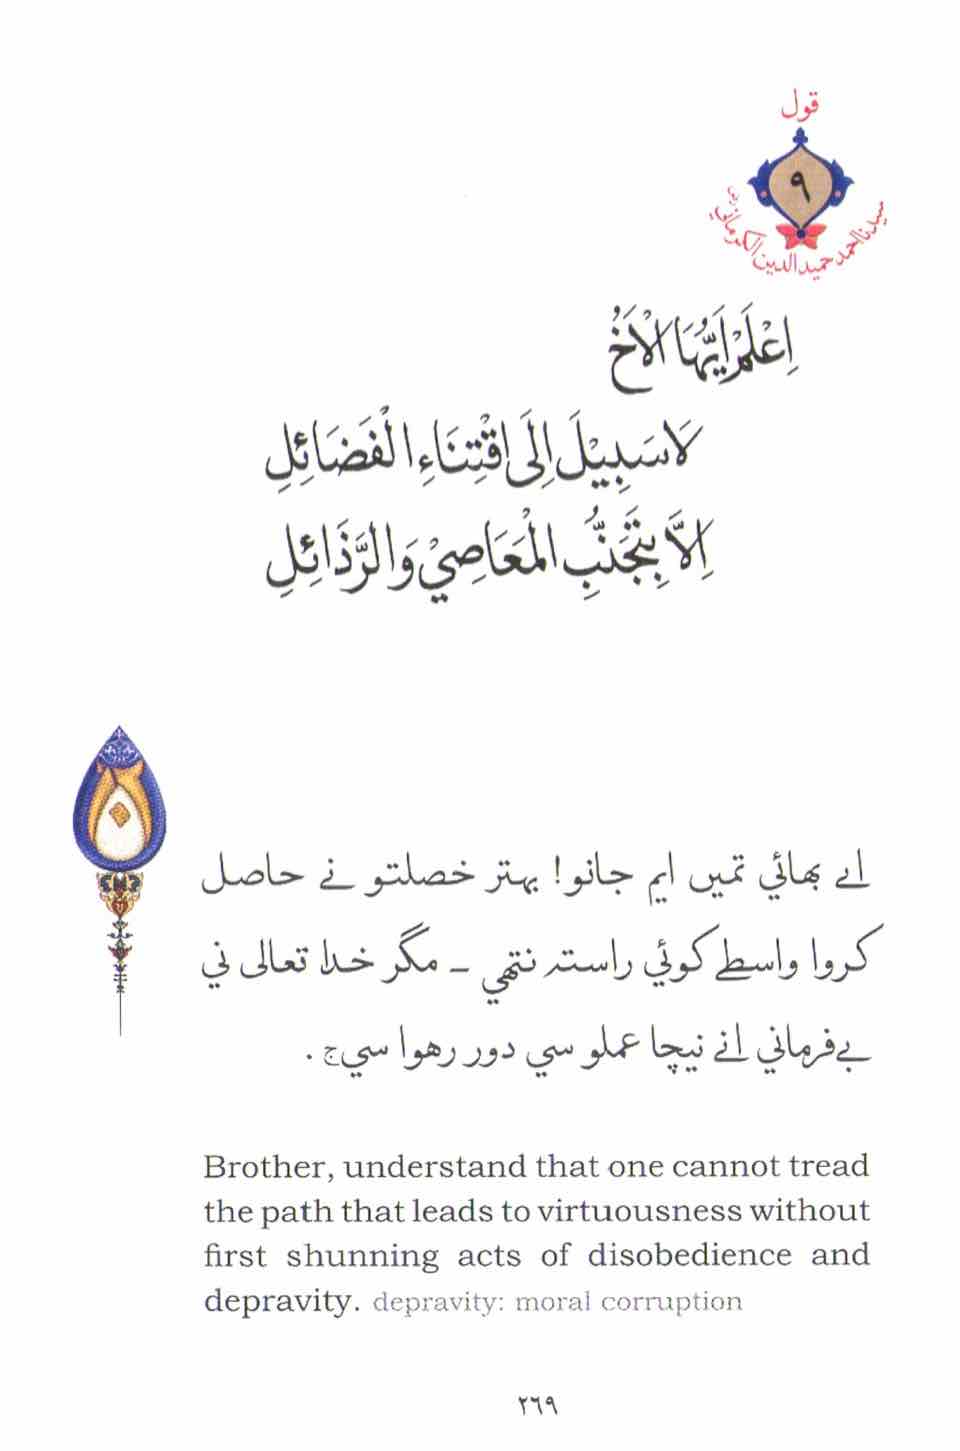 قول
٩
سيدنا احمد حميد الدين الكرماني رض
اِعْلَمْ اَيُّهَا الْاَخُ
لَا سَبِيْلَ اِلَى اقْتِنَاءِ الْفَضَائِلِ
اِلَّا بِتَجَنُّبِ الْمَعَاصِيْ وَالرَّذَائِلِ
اے بھائي تميں ايم جانو! بهتر خصلتو نے حاصل
كروا واسطے كوئي راستہ نتھي ـ مگر خدا تعالى ني
بےفرماني انے نيچا عملو سي دور رهوا سيج .
Brother, understand that one cannot tread
the path that leads to virtuousness without
first shunning acts of disobedience and
depravity. depravity: moral corruption
٢٦٩